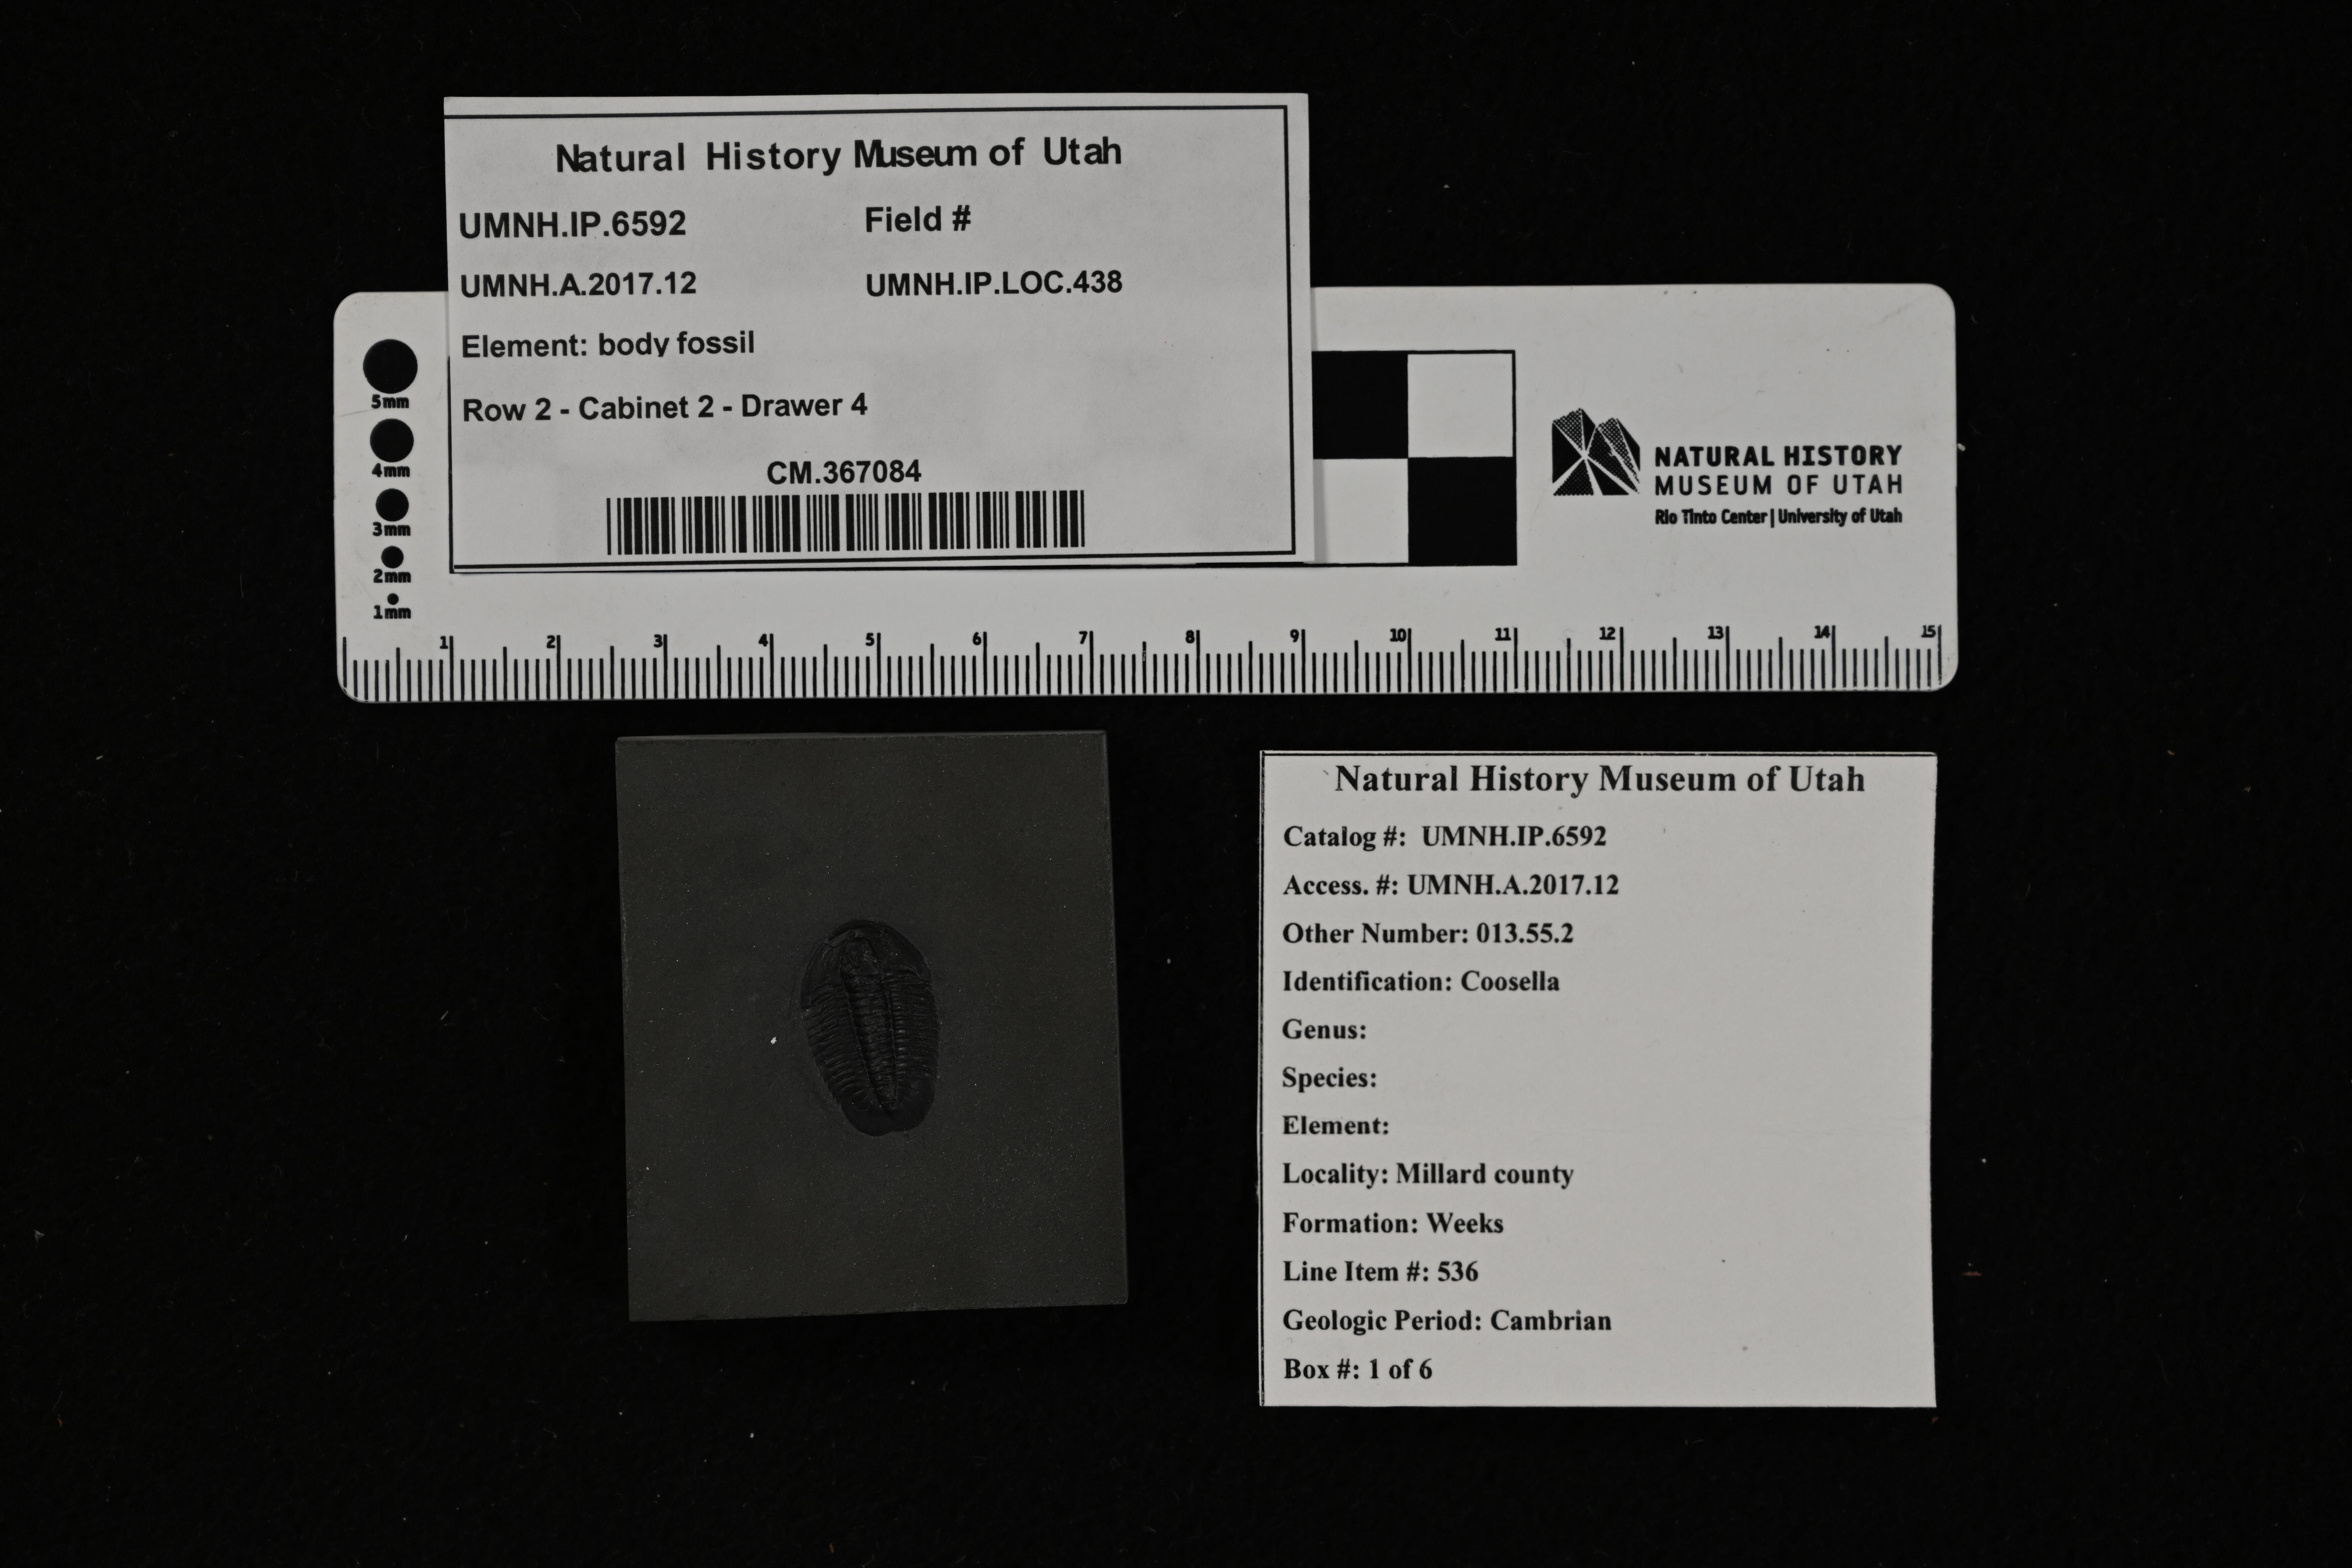 Natural History Museum of Utah
UMNH.IP.6592 Field #
UMNH.A.2017.12 UMNH.IP.LOC.438
Element: body fossil
Row 2 - Cabinet 2 - Drawer 4
CM.367084
5mm
4mm
3mm
2mm
1mm
NATURAL HISTORY
MUSEUM OF UTAH
Rio Tinto Center | University of Utah
1 2 3 4 5 6 7 8 9 10 11 12 13 14 15
Natural History Museum of Utah
Catalog #: UMNH.IP.6592
Access. #: UMNH.A.2017.12
Other Number: 013.55.2
Identification: Coosella
Genus:
Species:
Element:
Locality: Millard county
Formation: Weeks
Line Item #: 536
Geologic Period: Cambrian
Box #: 1 of 6